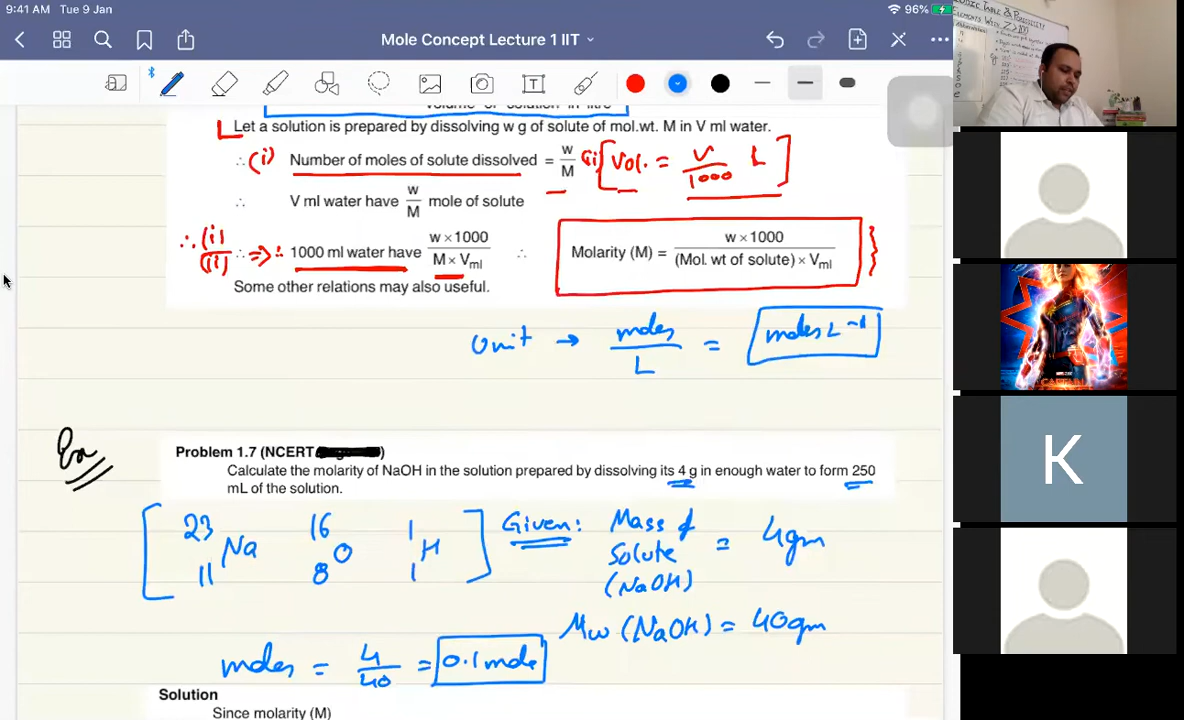 9:41 AM Tue 9 Jan
96%
Mole Concept Lecture 1 IIT
Volume of solution in litre
Let a solution is prepared by dissolving w g of solute of mol.wt. M in V ml water.
∴ (i) Number of moles of solute dissolved = w/M (ii) [Vol. = V/1000 L]
∴ V ml water have w/M mole of solute
∴ (i)/(ii) ∴ ⇒ : 1000 ml water have w×1000/M×Vml ∴ Molarity (M) = w×1000/(Mol. wt of solute)×Vml
Some other relations may also useful.
Unit → moles/L = moles L⁻¹
Ex
Problem 1.7 (NCERT )
Calculate the molarity of NaOH in the solution prepared by dissolving its 4 g in enough water to form 250
mL of the solution.
[ 23 11 Na 16 8 O 1 1 H ]
Given: Mass of
Solute = 4gm
(NaOH)
Mw (NaOH) = 40gm
moles = 4/40 = 0.1 mole
Solution
Since molarity (M)
K